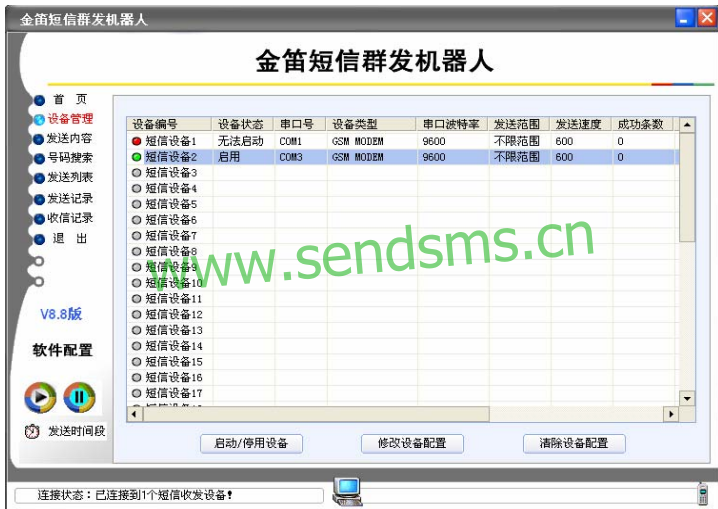 金笛短信群发机器人
金笛短信群发机器人
首 页
设备管理
发送内容
号码搜索
发送列表
发送记录
收信记录
退 出
V8.8版
软件配置
发送时间段
设备编号 设备状态 串口号 设备类型 串口波特率 发送范围 发送速度 成功条数
短信设备1 无法启动 COM1 GSM MODEM 9600 不限范围 600 0
短信设备2 启用 COM3 GSM MODEM 9600 不限范围 600 0
短信设备3
短信设备4
短信设备5
短信设备6
短信设备7
短信设备8
短信设备9
短信设备10
短信设备11
短信设备12
短信设备13
短信设备14
短信设备15
短信设备16
短信设备17
www.sendsms.cn
启动/停用设备 修改设备配置 清除设备配置
连接状态：已连接到1个短信收发设备!